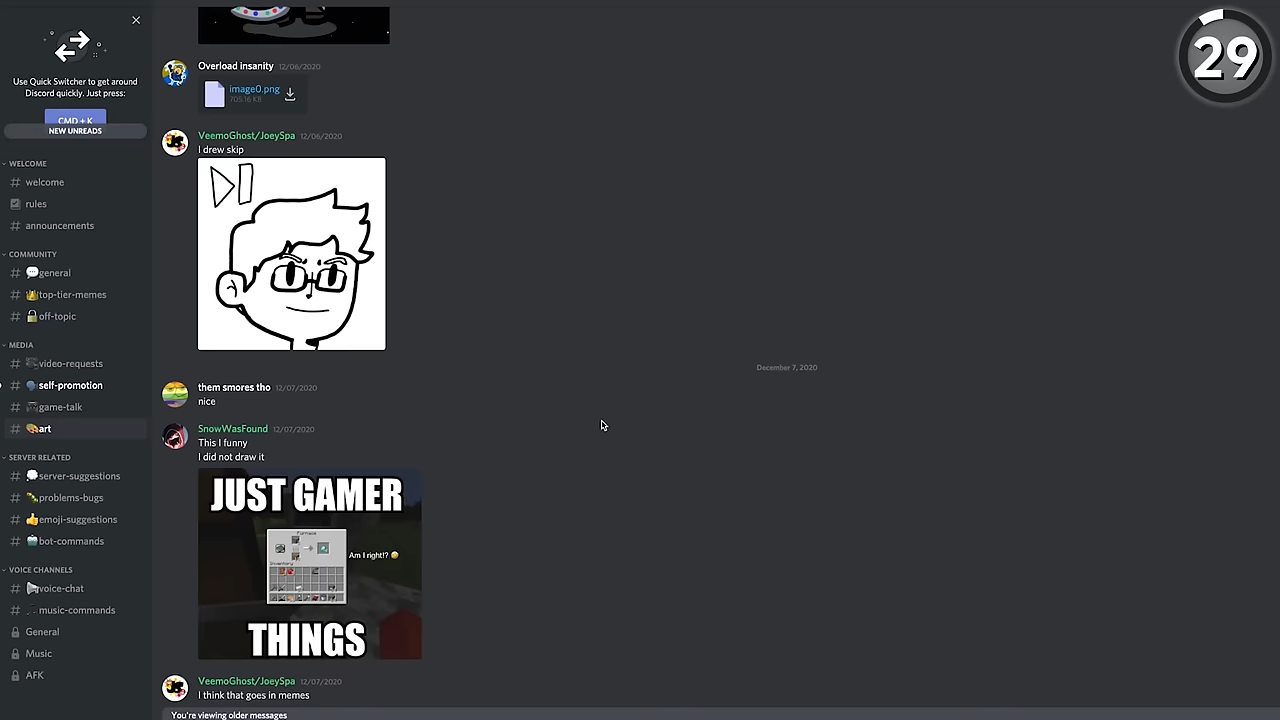 29
Use Quick Switcher to get around
Discord quickly. Just press:
CMD + K
NEW UNREADS
WELCOME
# welcome
rules
# announcements
COMMUNITY
# 💬general
# 👑top-tier-memes
# 🔒off-topic
MEDIA
# video-requests
# self-promotion
# game-talk
# 🎨art
SERVER RELATED
# server-suggestions
# 🐛problems-bugs
# 👍emoji-suggestions
# 🤖bot-commands
VOICE CHANNELS
# voice-chat
# music-commands
General
Music
AFK
Overload insanity 12/06/2020
image0.png
705.16 KB
VeemoGhost/JoeySpa 12/06/2020
I drew skip
December 7, 2020
them smores tho 12/07/2020
nice
SnowWasFound 12/07/2020
This I funny
I did not draw it
JUST GAMER
Furnace
Am I right!?
Inventory
THINGS
VeemoGhost/JoeySpa 12/07/2020
I think that goes in memes
You're viewing older messages